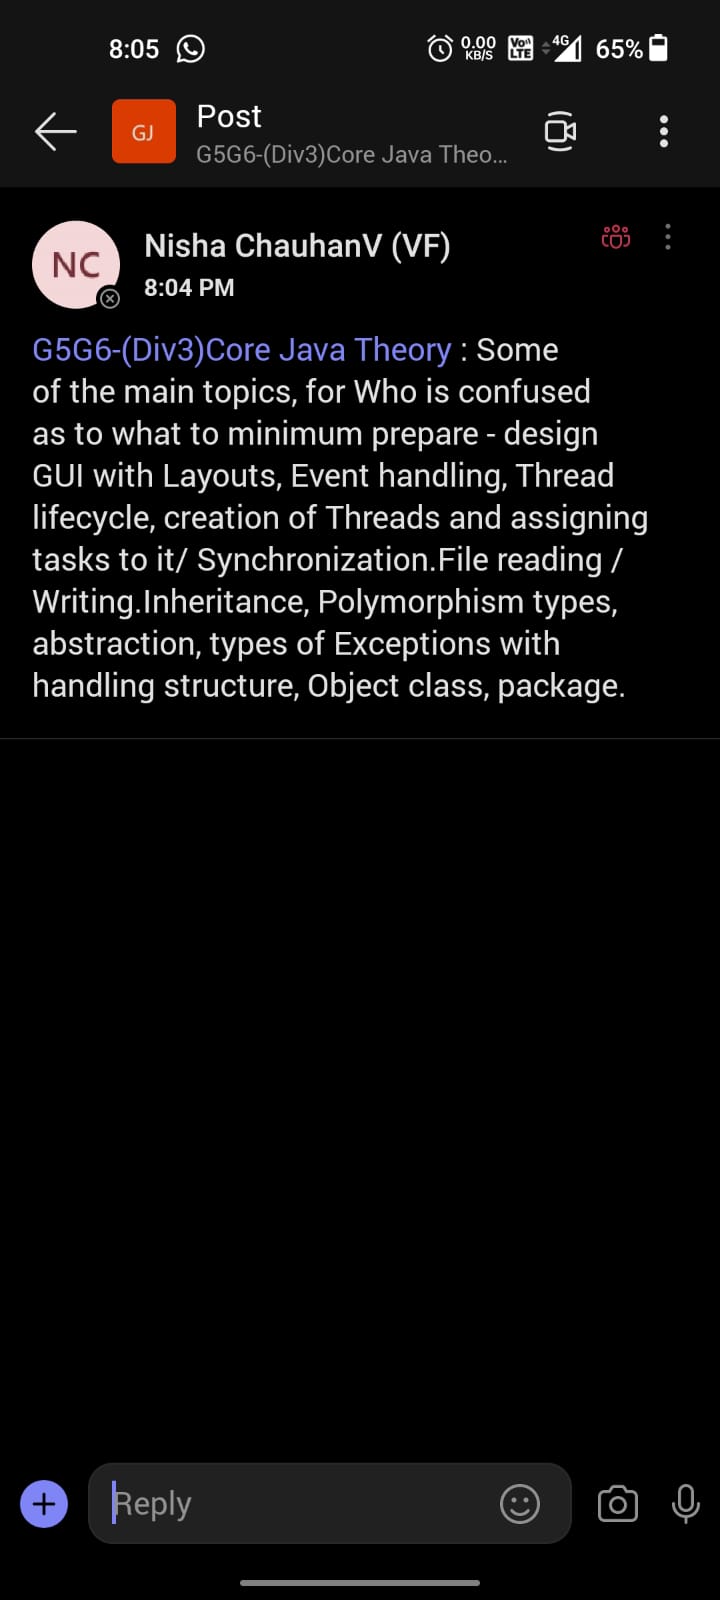 8:05
0.00 KB/S
VoLTE
4G
65%
GJ
Post
G5G6-(Div3)Core Java Theo...
NC
Nisha ChauhanV (VF)
8:04 PM
G5G6-(Div3)Core Java Theory : Some
of the main topics, for Who is confused
as to what to minimum prepare - design
GUI with Layouts, Event handling, Thread
lifecycle, creation of Threads and assigning
tasks to it/ Synchronization.File reading /
Writing.Inheritance, Polymorphism types,
abstraction, types of Exceptions with
handling structure, Object class, package.
Reply